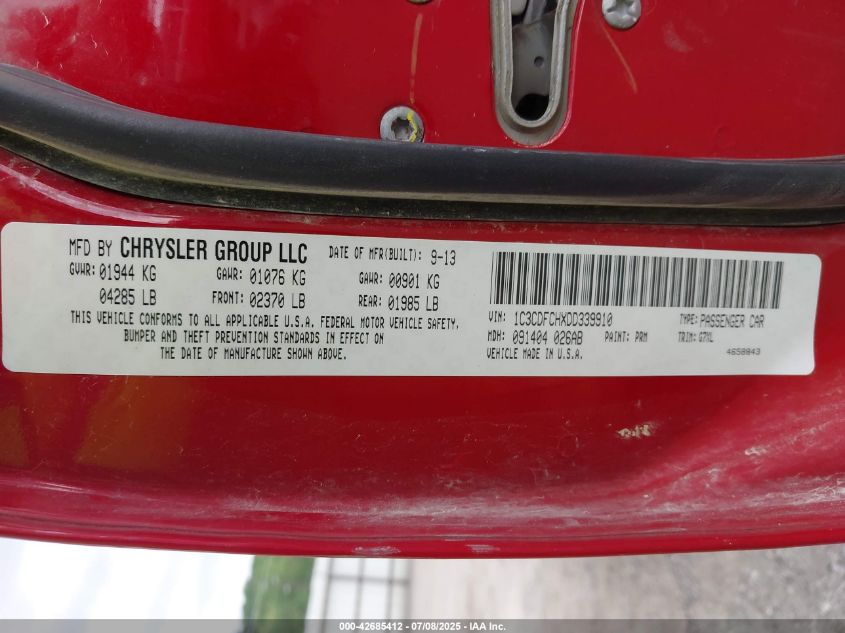 MFD BY CHRYSLER GROUP LLC DATE OF MFR(BUILT): 9-13
GVWR: 01944 KG GAWR: 01076 KG GAWR: 00901 KG
04285 LB FRONT: 02370 LB REAR: 01985 LB
THIS VEHICLE CONFORMS TO ALL APPLICABLE U.S.A. FEDERAL MOTOR VEHICLE SAFETY,
BUMPER AND THEFT PREVENTION STANDARDS IN EFFECT ON
THE DATE OF MANUFACTURE SHOWN ABOVE.
VIN: 1C3CDFCHXDD339910 TYPE: PASSENGER CAR
MDH: 091404 026AB PAINT: PRM TRIM: G7XL
VEHICLE MADE IN U.S.A. 4658843
000-42685412 - 07/08/2025 - IAA Inc.